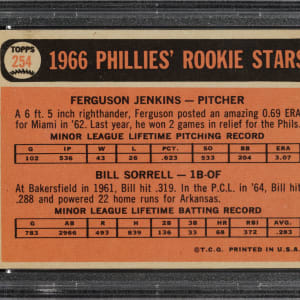 TOPPS
254
1966 PHILLIES' ROOKIE STARS
FERGUSON JENKINS — PITCHER
A 6 ft. 5 inch righthander, Ferguson posted an amazing 0.69 ERA
for Miami in '62. Last year, he won 2 games in relief for the Phils.
MINOR LEAGUE LIFETIME PITCHING RECORD
G IP W L PCT. SO BB ERA
102 536 43 26 .623 533 204 3.07
BILL SORRELL — 1B-OF
At Bakersfield in 1961, Bill hit .319. In the P.C.L. in '64, Bill hit
.288 and powered 22 home runs for Arkansas.
MINOR LEAGUE LIFETIME BATTING RECORD
G AB R H 2B 3B HR RBI AVG.
783 2966 493 839 136 33 68 393 .283
©T.C.G. PRINTED IN U.S.A.